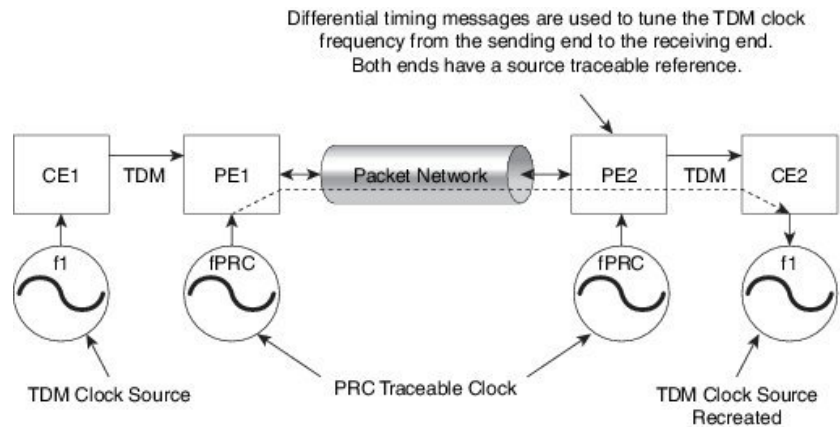 Differential timing messages are used to tune the TDM clock
frequency from the sending end to the receiving end.
Both ends have a source traceable reference.
CE1
TDM
PE1
Packet Network
PE2
TDM
CE2
f1
fPRC
fPRC
f1
TDM Clock Source
PRC Traceable Clock
TDM Clock Source
Recreated